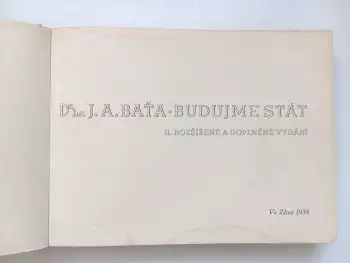 Dr h.c. J. A. BAŤA • BUDUJME STÁT
II. ROZŠÍŘENÉ A DOPLNĚNÉ VYDÁNÍ
Ve Zlíně 1938